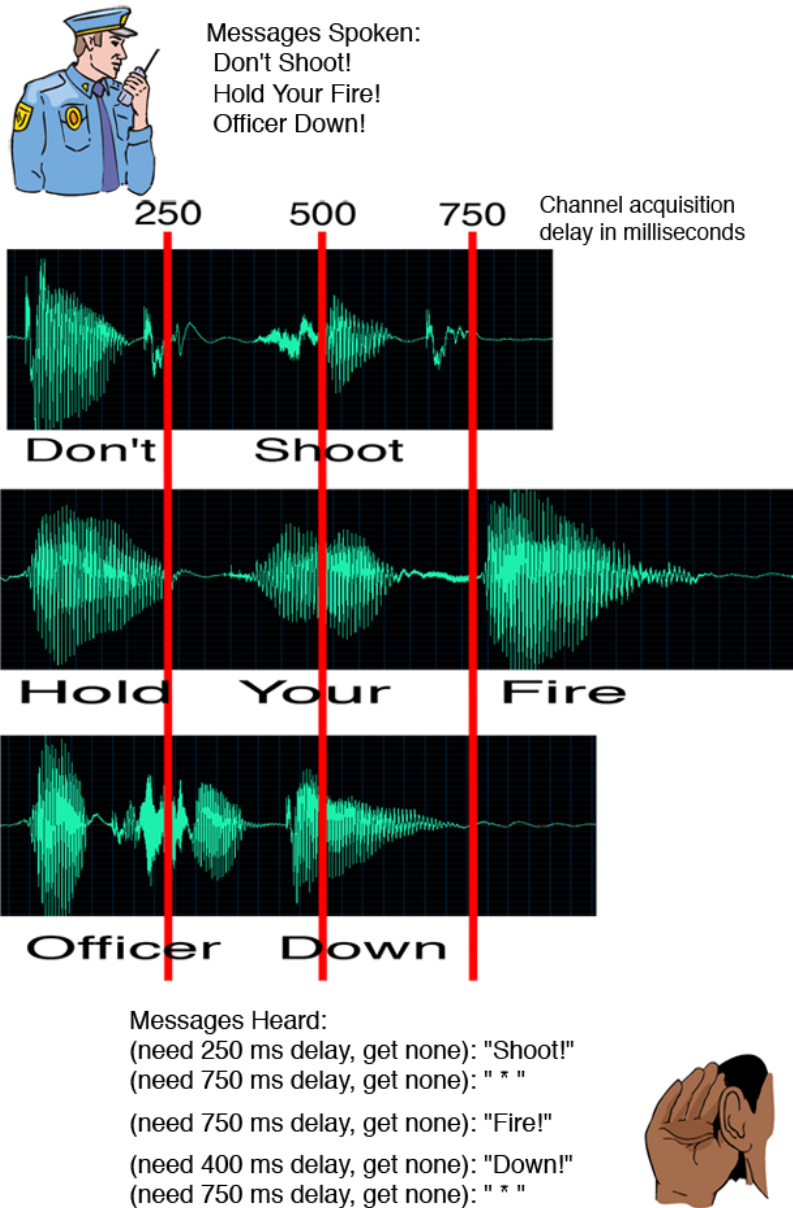 Messages Spoken:
Don't Shoot!
Hold Your Fire!
Officer Down!
250 500 750 Channel acquisition
delay in milliseconds
Don't Shoot
Hold Your Fire
Officer Down
Messages Heard:
(need 250 ms delay, get none): "Shoot!"
(need 750 ms delay, get none): " * "
(need 750 ms delay, get none): "Fire!"
(need 400 ms delay, get none): "Down!"
(need 750 ms delay, get none): " * "